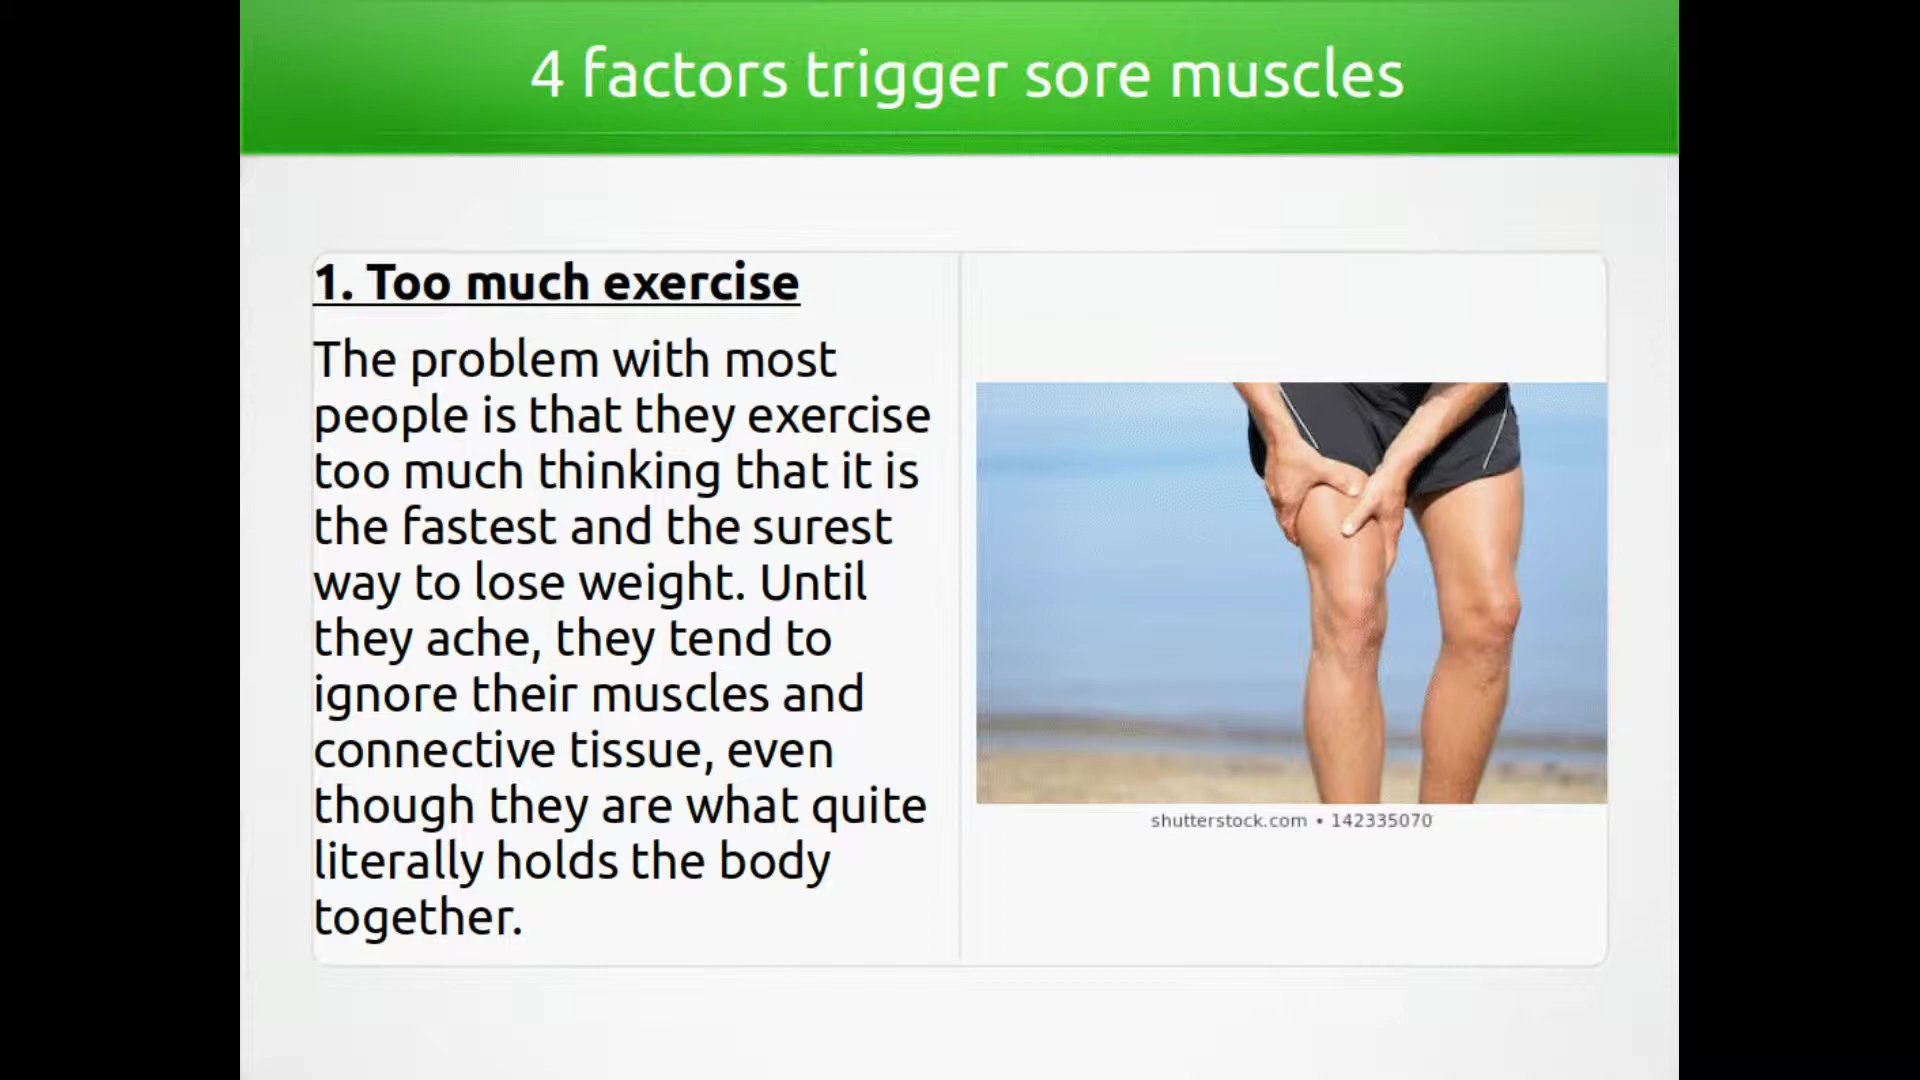 4 factors trigger sore muscles
1. Too much exercise
The problem with most
people is that they exercise
too much thinking that it is
the fastest and the surest
way to lose weight. Until
they ache, they tend to
ignore their muscles and
connective tissue, even
though they are what quite
literally holds the body
together.
shutterstock.com • 142335070